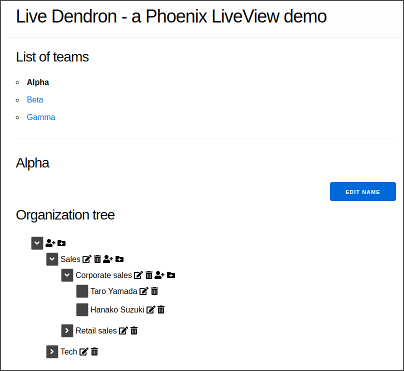 Live Dendron - a Phoenix LiveView demo
List of teams
Alpha
Beta
Gamma
Alpha
EDIT NAME
Organization tree
Sales
Corporate sales
Taro Yamada
Hanako Suzuki
Retail sales
Tech